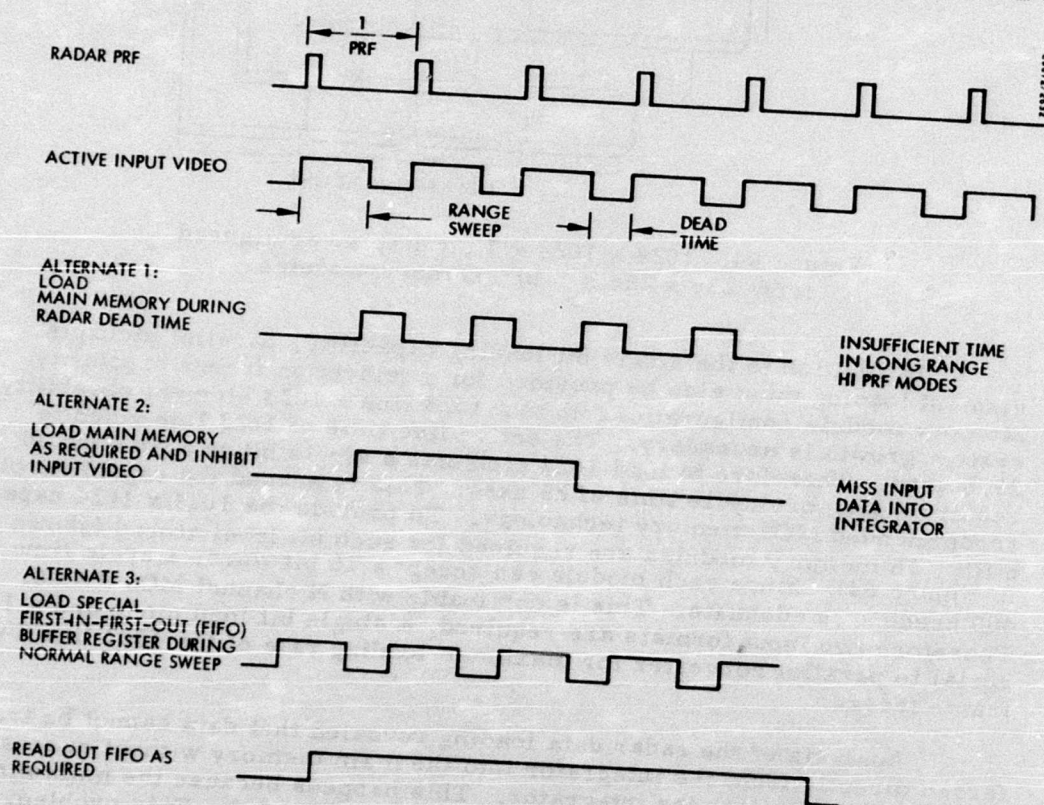 1
PRF
RADAR PRF
ACTIVE INPUT VIDEO
RANGE
SWEEP
DEAD
TIME
ALTERNATE 1:
LOAD
MAIN MEMORY DURING
RADAR DEAD TIME
INSUFFICIENT TIME
IN LONG RANGE
HI PRF MODES
ALTERNATE 2:
LOAD MAIN MEMORY
AS REQUIRED AND INHIBIT
INPUT VIDEO
MISS INPUT
DATA INTO
INTEGRATOR
ALTERNATE 3:
LOAD SPECIAL
FIRST-IN-FIRST-OUT (FIFO)
BUFFER REGISTER DURING
NORMAL RANGE SWEEP
READ OUT FIFO AS
REQUIRED